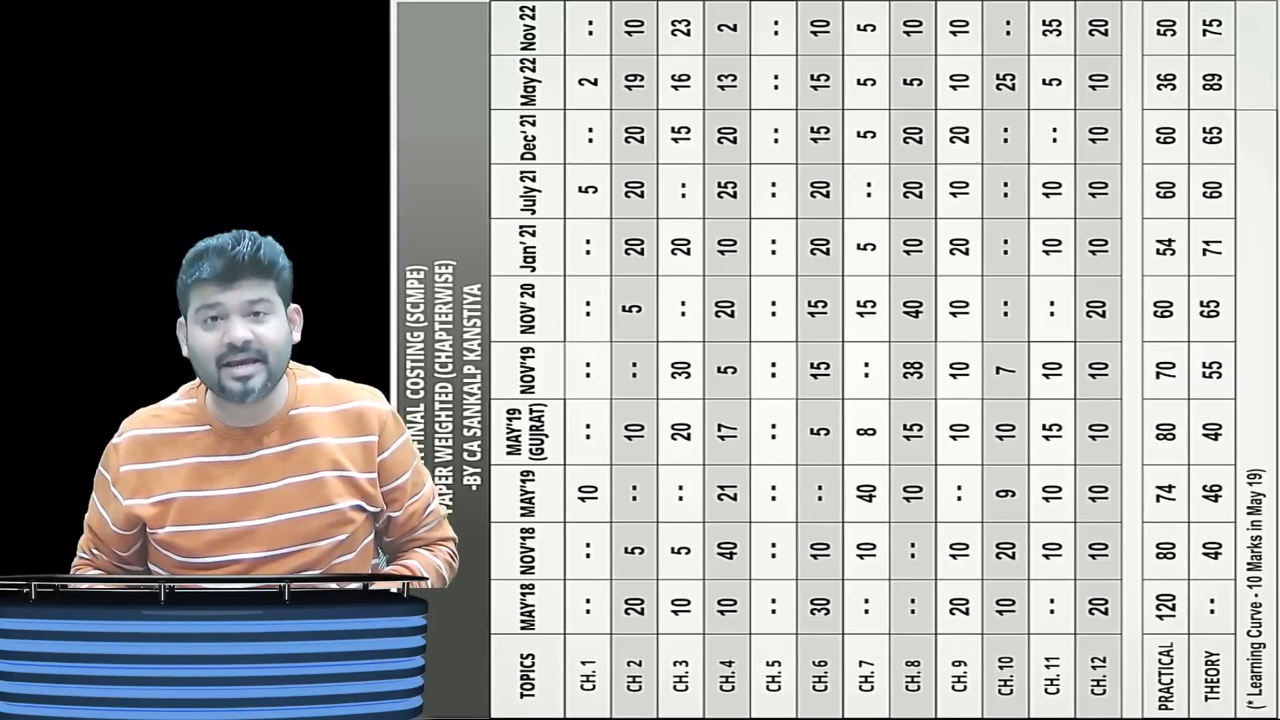 FINAL COSTING (SCMPE)
PAPER WEIGHTED (CHAPTERWISE)
-BY CA SANKALP KANSTIYA
TOPICS MAY'18 NOV'18 MAY'19 MAY'19 (GUJRAT) NOV'19 NOV' 20 Jan' 21 July 21 Dec' 21 May 22 Nov 22
CH. 1 -- -- 10 -- -- -- -- 5 -- 2 --
CH 2 20 5 -- 10 -- 5 20 20 20 19 10
CH. 3 10 5 -- 20 30 -- 20 -- 15 16 23
CH. 4 10 40 21 17 5 20 10 25 20 13 2
CH. 5 -- -- -- -- -- -- -- -- -- -- --
CH. 6 30 10 -- 5 15 15 20 20 15 15 10
CH. 7 -- 10 40 8 -- 15 5 -- 5 5 5
CH. 8 -- -- 10 15 38 40 10 20 20 5 10
CH. 9 20 10 -- 10 10 10 20 10 20 10 10
CH. 10 10 20 9 10 7 -- -- -- -- 25 --
CH. 11 -- 10 10 15 10 -- 10 10 -- 5 35
CH. 12 20 10 10 10 10 20 10 10 10 10 20
PRACTICAL 120 80 74 80 70 60 54 60 60 36 50
THEORY -- 40 46 40 55 65 71 60 65 89 75
(* Learning Curve - 10 Marks in May 19)